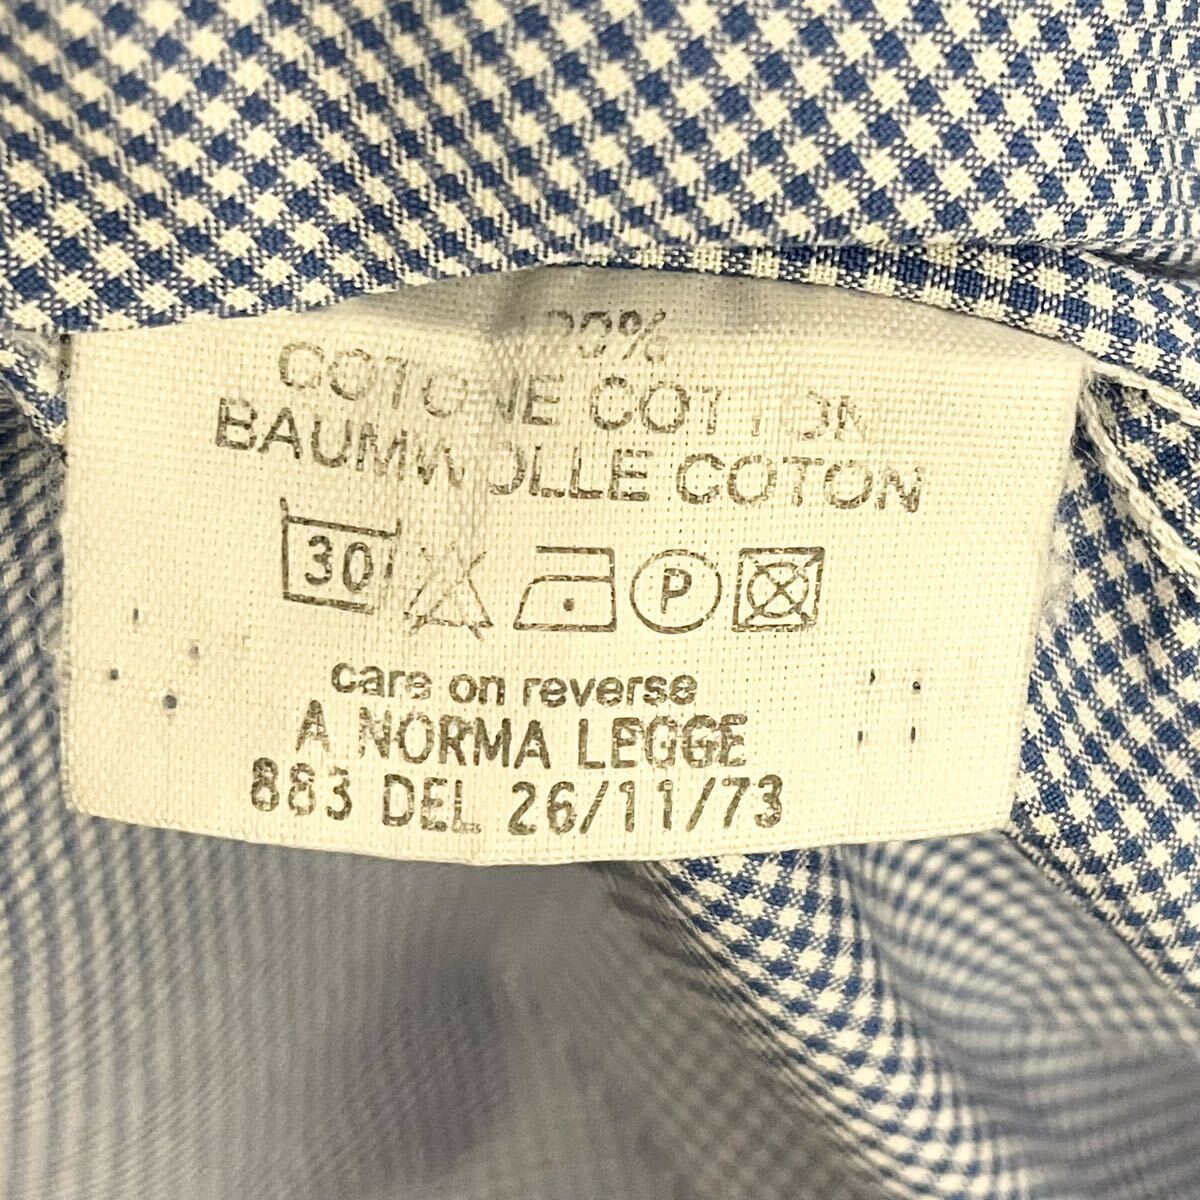 COTONE COTTON
BAUMWOLLE COTON
30 P
care on reverse
A NORMA LEGGE
883 DEL 26/11/73